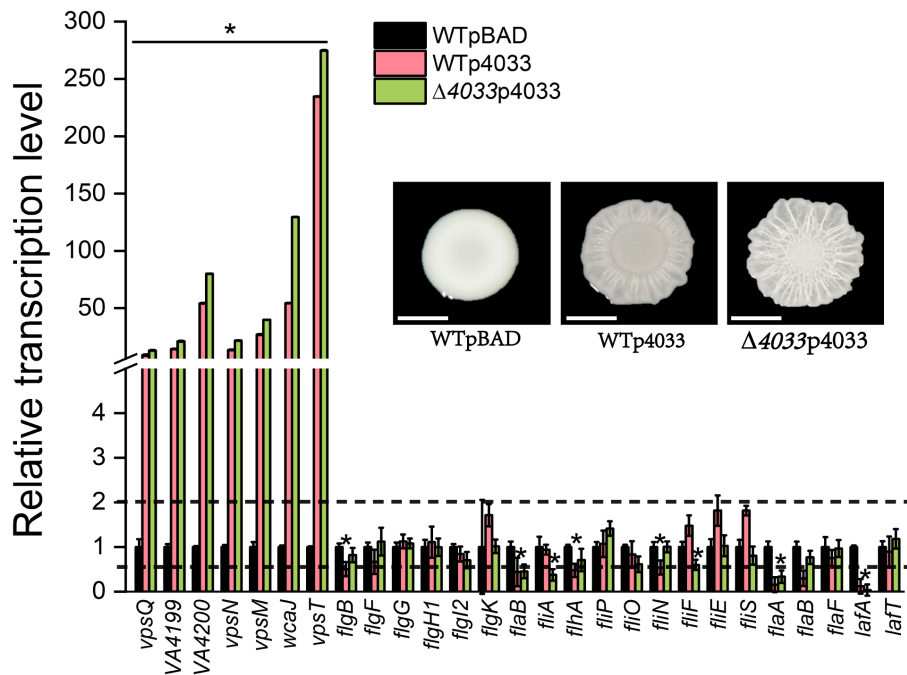 Relative transcription level
300
250
200
150
100
50
4
3
2
1
0
*
WTpBAD
WTp4033
Δ4033p4033
WTpBAD
WTp4033
Δ4033p4033
* * * * * * * *
vpsQ
VA4199
VA4200
vpsN
vpsM
wcaJ
vpsT
flgB
flgF
flgG
flgH1
flgI2
flgK
flaB
fliA
flhA
fliP
fliO
fliN
fliF
fliE
fliS
flaA
flaB
flaF
lafA
lafT